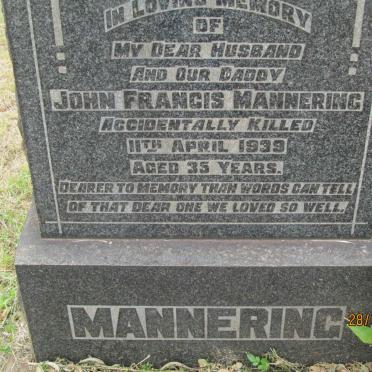 IN LOVING MEMORY
OF
MY DEAR HUSBAND
AND OUR DADDY
JOHN FRANCIS MANNERING
ACCIDENTALLY KILLED
11TH APRIL 1939
AGED 35 YEARS.
DEARER TO MEMORY THAN WORDS CAN TELL
OF THAT DEAR ONE WE LOVED SO WELL.
MANNERING
28/